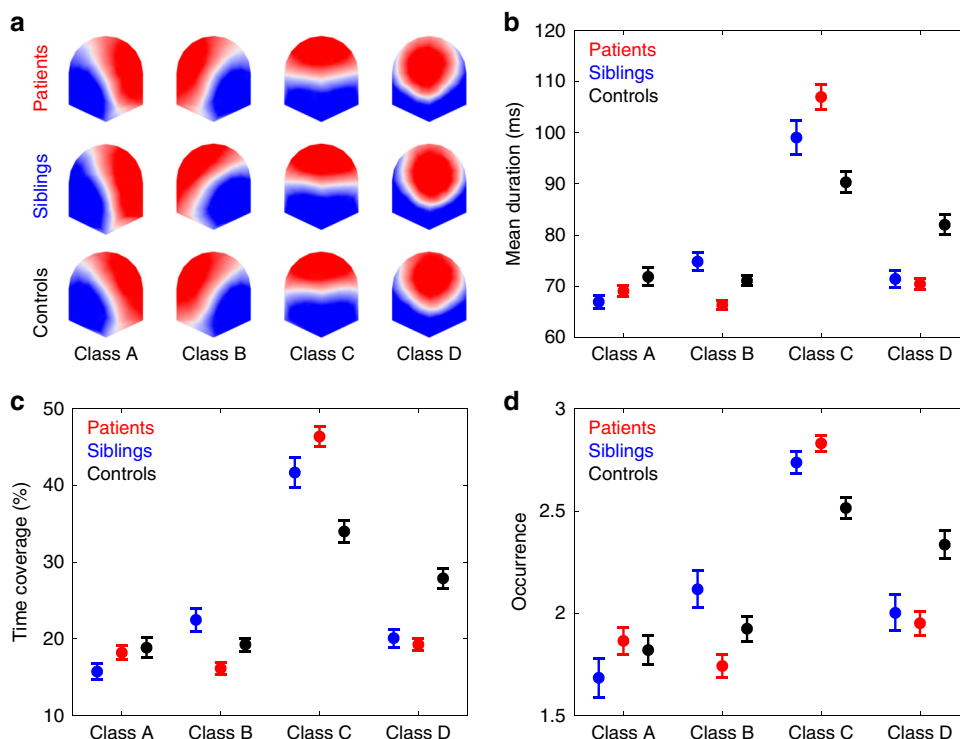 a
Patients
Siblings
Controls
Class A Class B Class C Class D
b
120
110
100
90
80
70
60
Mean duration (ms)
Patients
Siblings
Controls
Class A Class B Class C Class D
c
50
40
30
20
10
Time coverage (%)
Patients
Siblings
Controls
Class A Class B Class C Class D
d
3
2.5
2
1.5
Occurrence
Patients
Siblings
Controls
Class A Class B Class C Class D